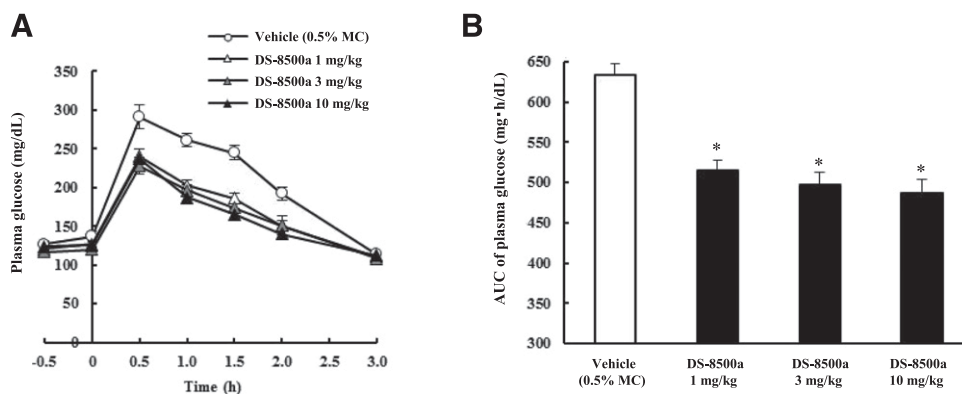 A
Vehicle (0.5% MC)
DS-8500a 1 mg/kg
DS-8500a 3 mg/kg
DS-8500a 10 mg/kg
Plasma glucose (mg/dL)
350
300
250
200
150
100
50
0
-0.5
0
0.5
1.0
1.5
2.0
3.0
Time (h)
B
AUC of plasma glucose (mg·h/dL)
650
600
550
500
450
400
350
300
*
*
*
Vehicle
(0.5% MC)
DS-8500a
1 mg/kg
DS-8500a
3 mg/kg
DS-8500a
10 mg/kg